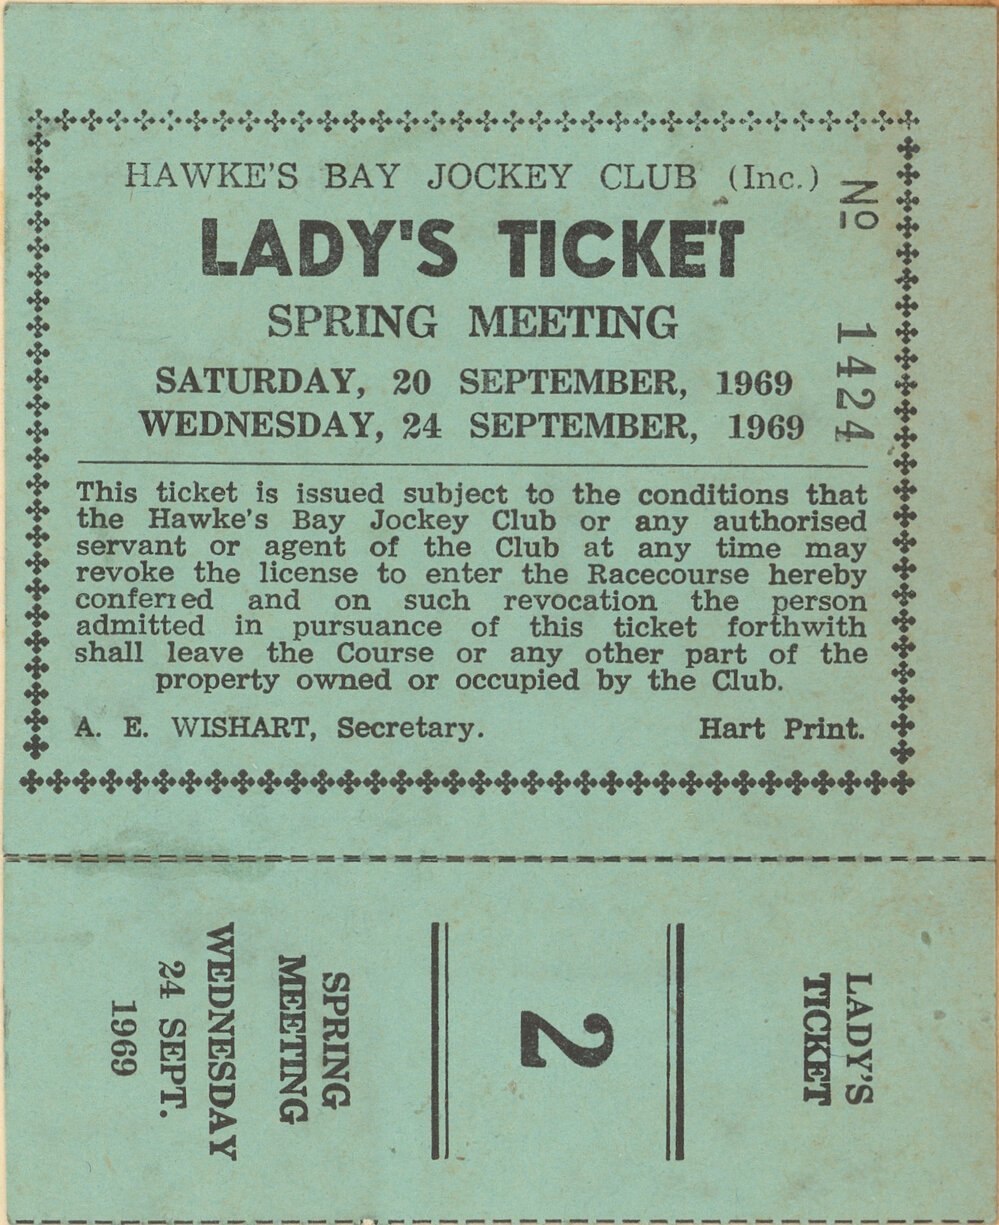 HAWKE'S BAY JOCKEY CLUB (Inc.)
LADY'S TICKET
SPRING MEETING
SATURDAY, 20 SEPTEMBER, 1969
WEDNESDAY, 24 SEPTEMBER, 1969
No 1424
This ticket is issued subject to the conditions that
the Hawke's Bay Jockey Club or any authorised
servant or agent of the Club at any time may
revoke the license to enter the Racecourse hereby
conferred and on such revocation the person
admitted in pursuance of this ticket forthwith
shall leave the Course or any other part of the
property owned or occupied by the Club.
A. E. WISHART, Secretary. Hart Print.
LADY'S
TICKET
2
SPRING
MEETING
WEDNESDAY
24 SEPT.
1969